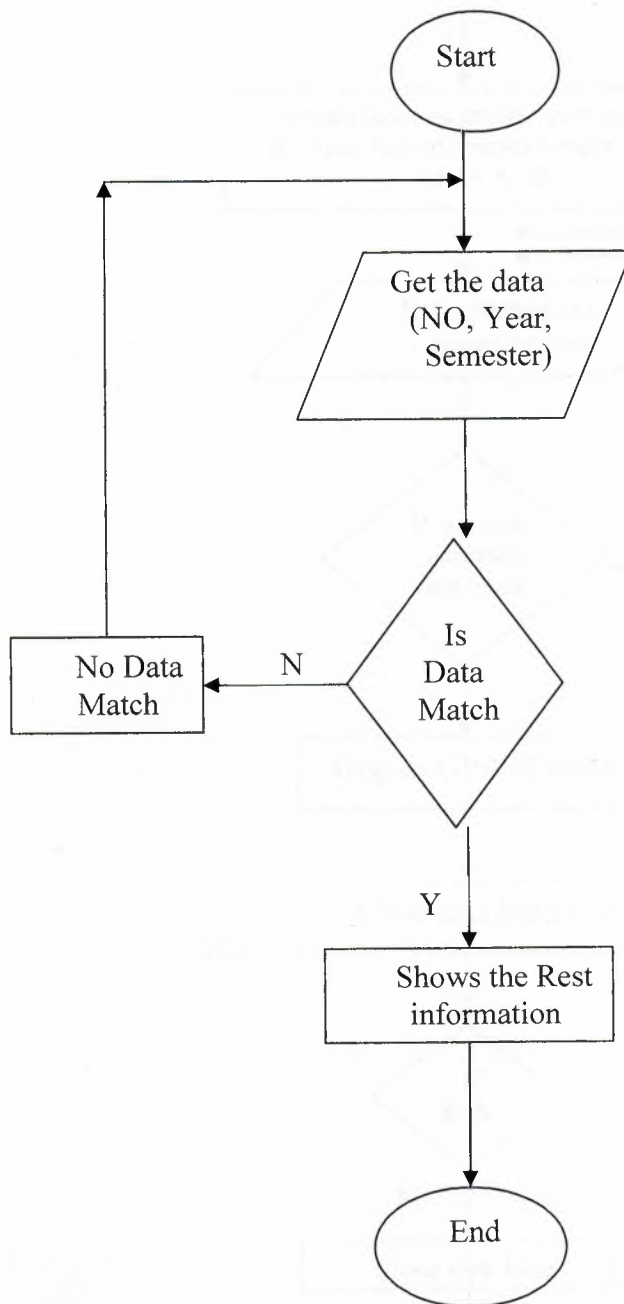 Start
Get the data
(NO, Year,
Semester)
Is
Data
Match
N
No Data
Match
Y
Shows the Rest
information
End